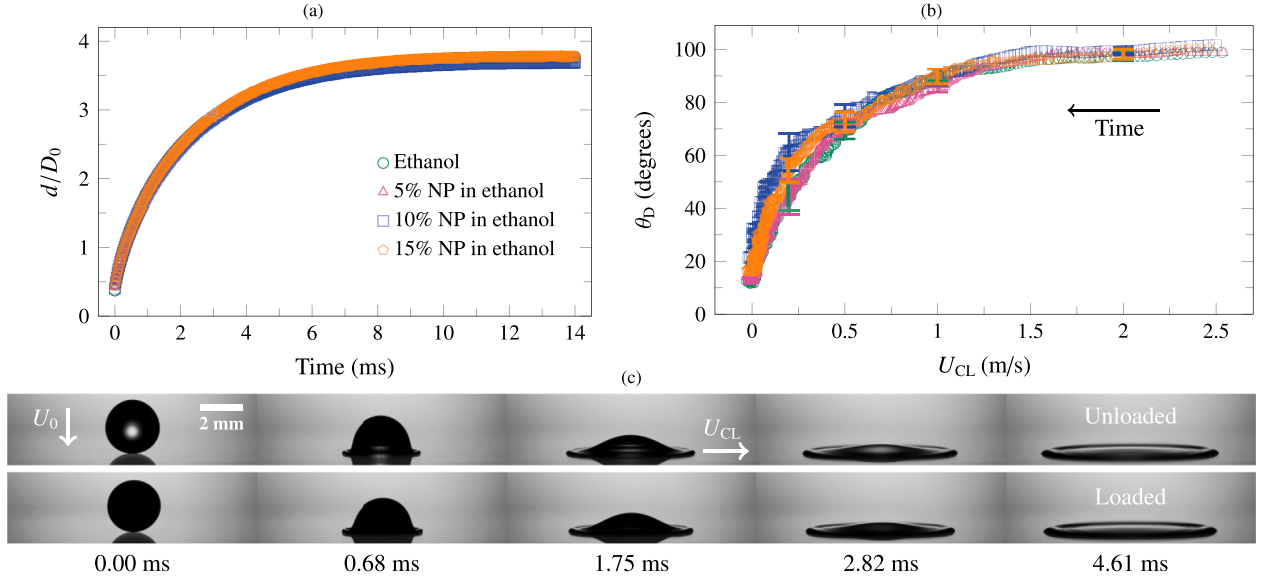 (a)
4
3
2
1
0
d/D0
0 2 4 6 8 10 12 14
Time (ms)
Ethanol
5% NP in ethanol
10% NP in ethanol
15% NP in ethanol
(b)
100
80
60
40
20
0
θD (degrees)
Time
0 0.5 1 1.5 2 2.5
UCL (m/s)
(c)
U0
2 mm
UCL
Unloaded
Loaded
0.00 ms 0.68 ms 1.75 ms 2.82 ms 4.61 ms